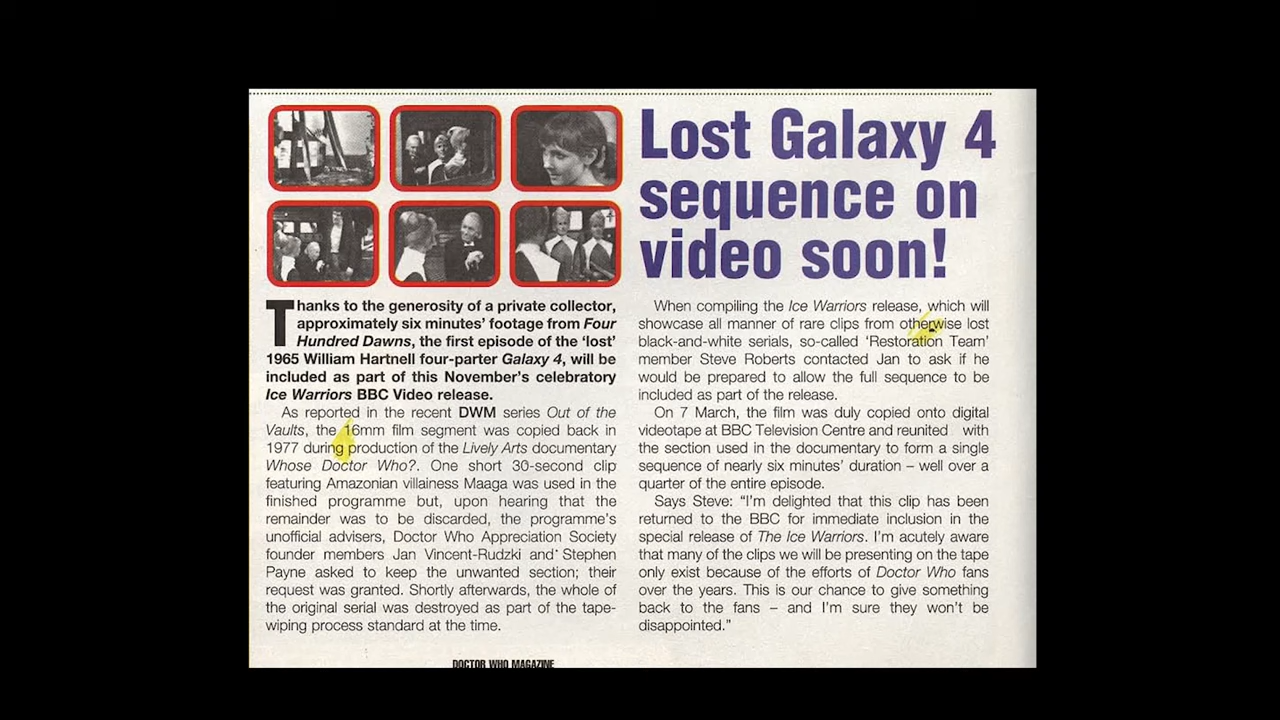 Lost Galaxy 4
sequence on
video soon!
Thanks to the generosity of a private collector,
approximately six minutes' footage from Four
Hundred Dawns, the first episode of the 'lost'
1965 William Hartnell four-parter Galaxy 4, will be
included as part of this November's celebratory
Ice Warriors BBC Video release.
As reported in the recent DWM series Out of the
Vaults, the 16mm film segment was copied back in
1977 during production of the Lively Arts documentary
Whose Doctor Who?. One short 30-second clip
featuring Amazonian villainess Maaga was used in the
finished programme but, upon hearing that the
remainder was to be discarded, the programme's
unofficial advisers, Doctor Who Appreciation Society
founder members Jan Vincent-Rudzki and Stephen
Payne asked to keep the unwanted section; their
request was granted. Shortly afterwards, the whole of
the original serial was destroyed as part of the tape-
wiping process standard at the time.
When compiling the Ice Warriors release, which will
showcase all manner of rare clips from otherwise lost
black-and-white serials, so-called 'Restoration Team'
member Steve Roberts contacted Jan to ask if he
would be prepared to allow the full sequence to be
included as part of the release.
On 7 March, the film was duly copied onto digital
videotape at BBC Television Centre and reunited with
the section used in the documentary to form a single
sequence of nearly six minutes' duration – well over a
quarter of the entire episode.
Says Steve: "I'm delighted that this clip has been
returned to the BBC for immediate inclusion in the
special release of The Ice Warriors. I'm acutely aware
that many of the clips we will be presenting on the tape
only exist because of the efforts of Doctor Who fans
over the years. This is our chance to give something
back to the fans – and I'm sure they won't be
disappointed."
DOCTOR WHO MAGAZINE